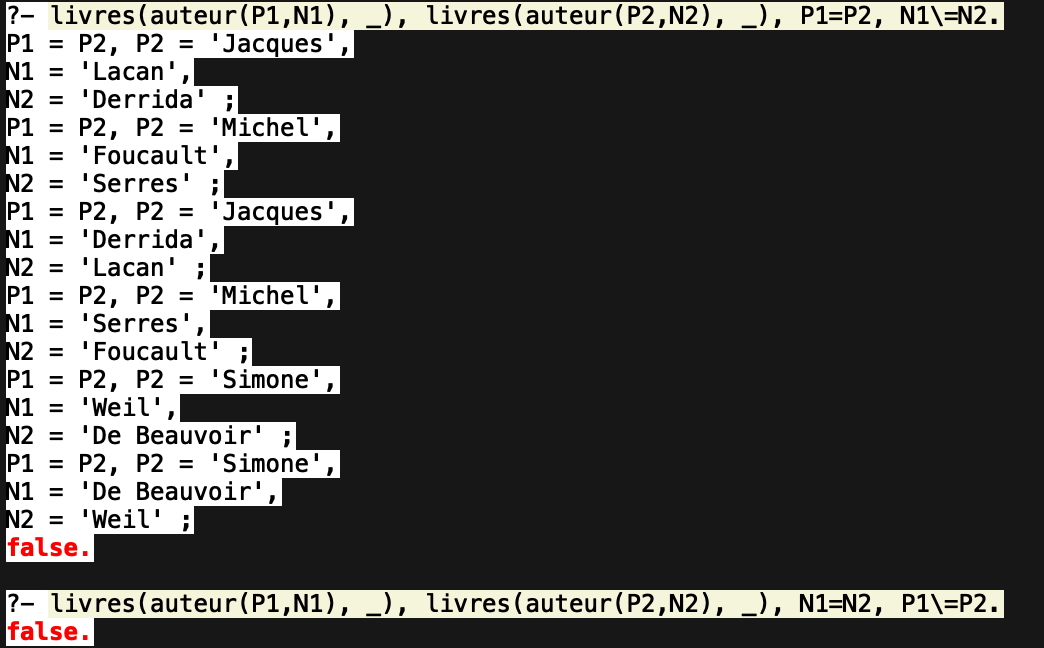 ?- livres(auteur(P1,N1), _), livres(auteur(P2,N2), _), P1=P2, N1\=N2.
P1 = P2, P2 = 'Jacques',
N1 = 'Lacan',
N2 = 'Derrida' ;
P1 = P2, P2 = 'Michel',
N1 = 'Foucault',
N2 = 'Serres' ;
P1 = P2, P2 = 'Jacques',
N1 = 'Derrida',
N2 = 'Lacan' ;
P1 = P2, P2 = 'Michel',
N1 = 'Serres',
N2 = 'Foucault' ;
P1 = P2, P2 = 'Simone',
N1 = 'Weil',
N2 = 'De Beauvoir' ;
P1 = P2, P2 = 'Simone',
N1 = 'De Beauvoir',
N2 = 'Weil' ;
false.
?- livres(auteur(P1,N1), _), livres(auteur(P2,N2), _), N1=N2, P1\=P2.
false.